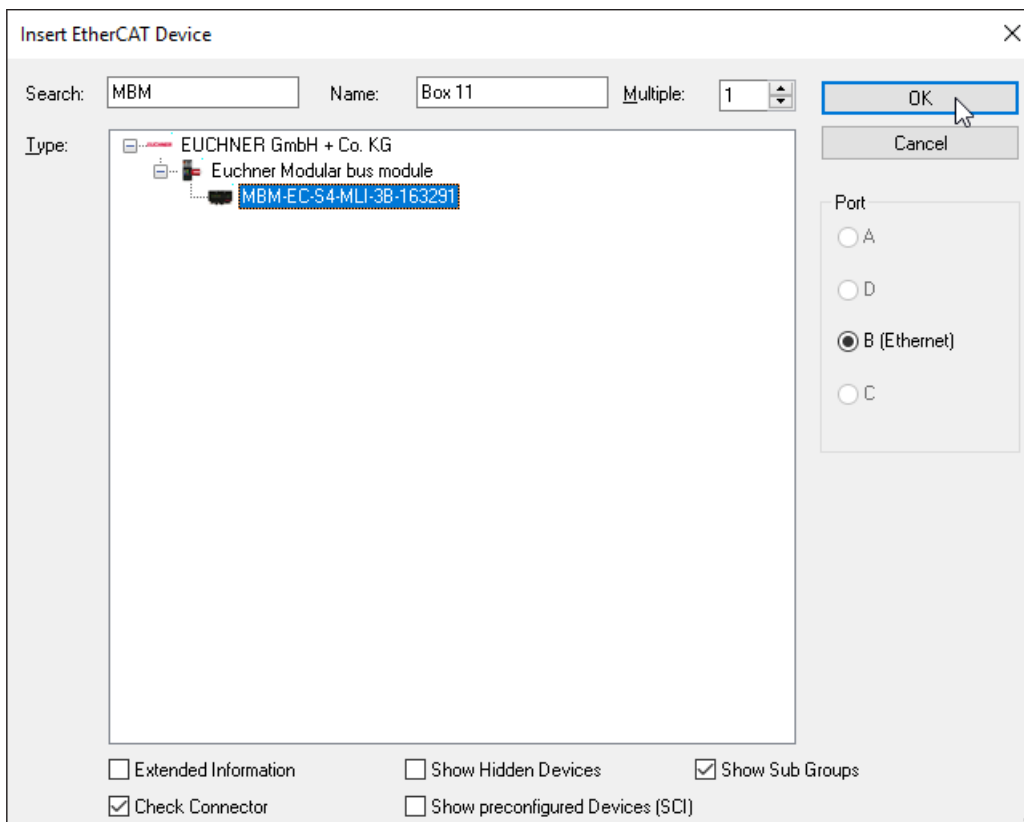 Insert EtherCAT Device
Search: MBM Name: Box 11 Multiple: 1 OK
Cancel
Type:
EUCHNER GmbH + Co. KG
Euchner Modular bus module
MBM-EC-S4-MLI-3B-163291
Port
A
D
B (Ethernet)
C
Extended Information Show Hidden Devices Show Sub Groups
Check Connector Show preconfigured Devices (SCI)